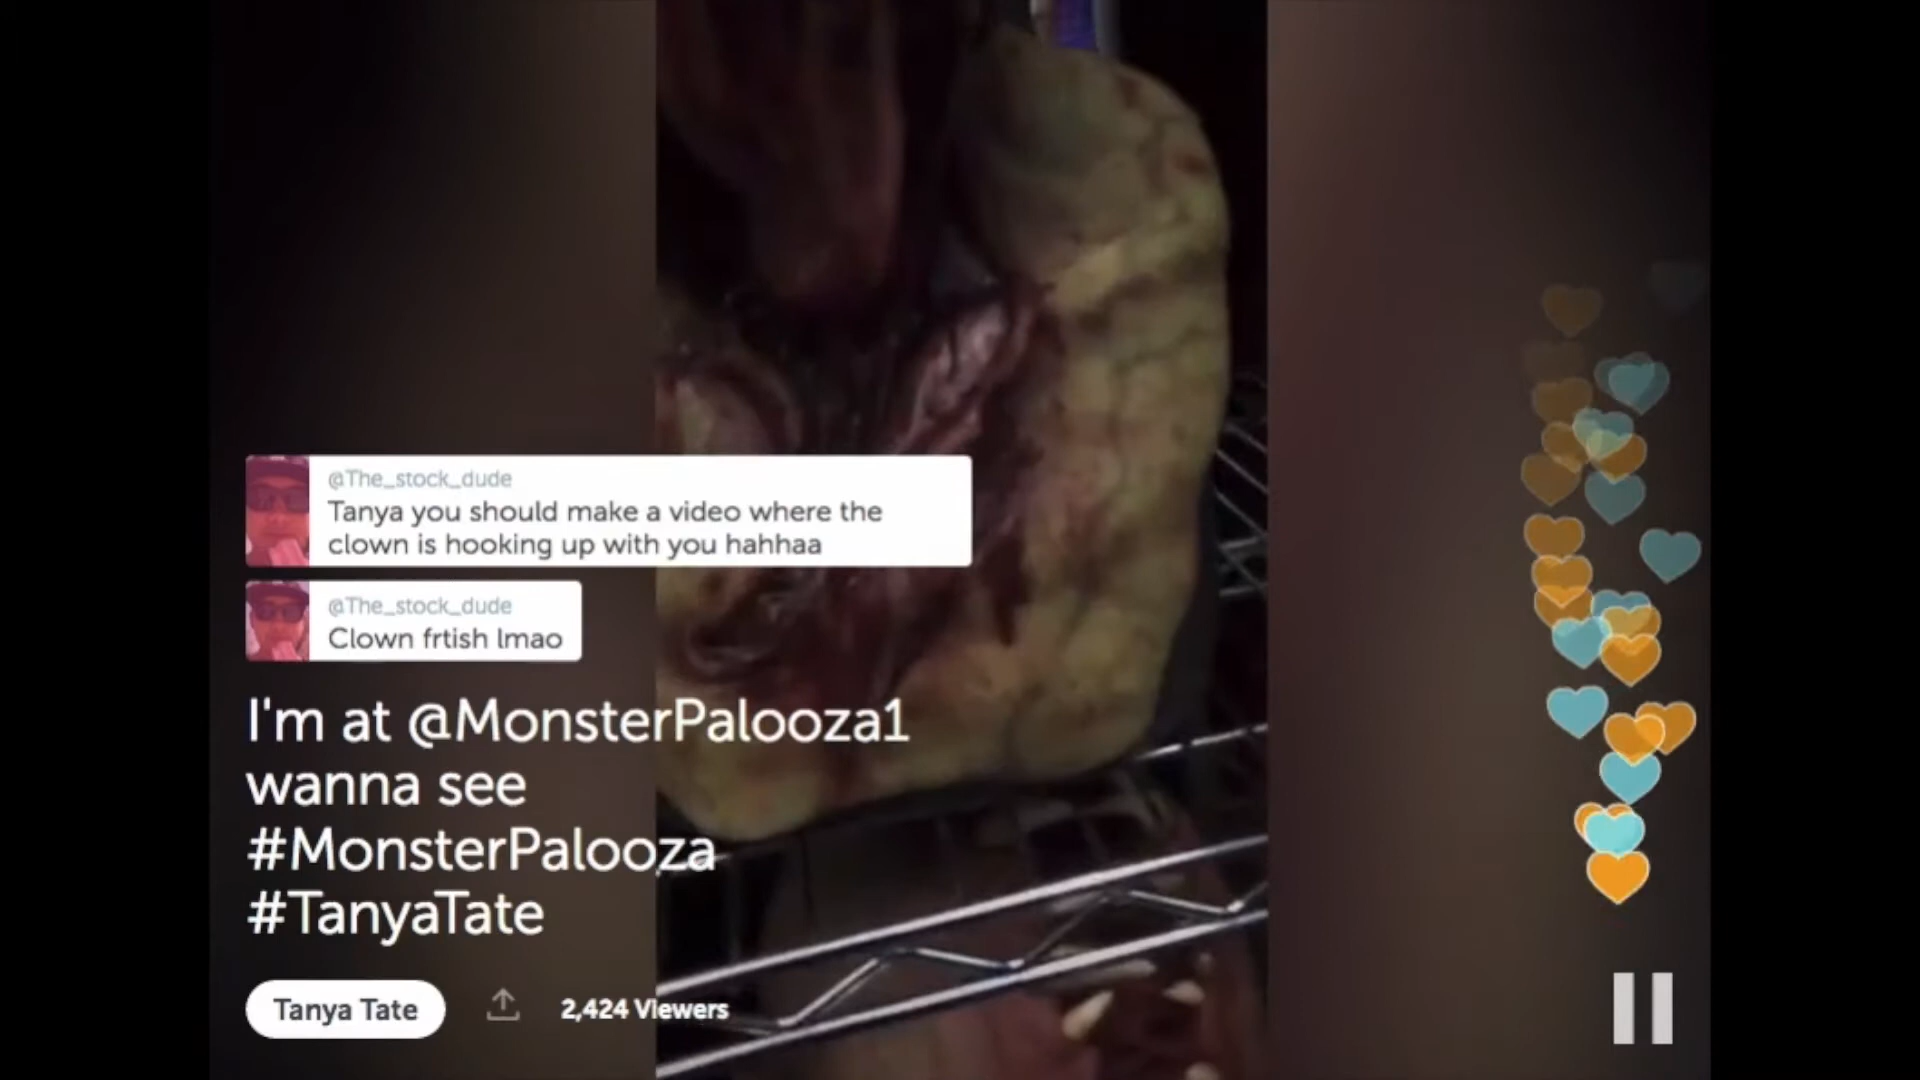 @The_stock_dude
Tanya you should make a video where the
clown is hooking up with you hahhaa
@The_stock_dude
Clown frtish lmao
I'm at @MonsterPalooza1
wanna see
#MonsterPalooza
#TanyaTate
Tanya Tate
2,424 Viewers